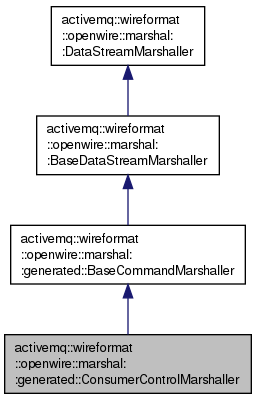 activemq::wireformat
::openwire::marshal:
:DataStreamMarshaller
activemq::wireformat
::openwire::marshal:
:BaseDataStreamMarshaller
activemq::wireformat
::openwire::marshal:
:generated::BaseCommandMarshaller
activemq::wireformat
::openwire::marshal:
:generated::ConsumerControlMarshaller